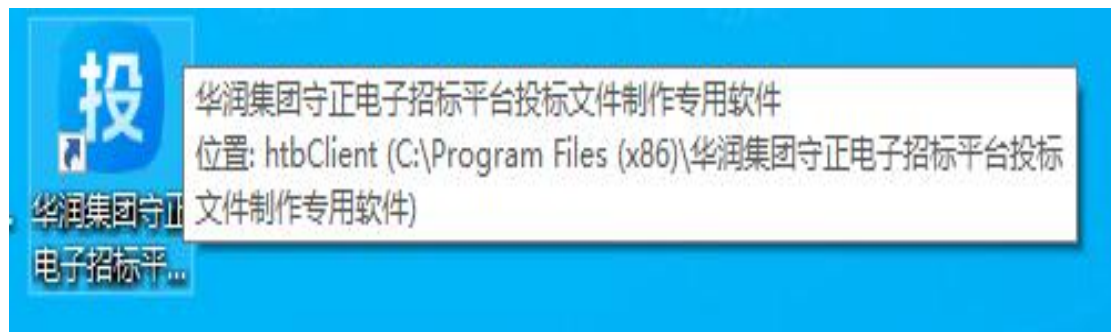 投
华润集团守正电子招标平台投标文件制作专用软件
位置: htbClient (C:\Program Files (x86)\华润集团守正电子招标平台投标
文件制作专用软件)
华润集团守正
电子招标平...